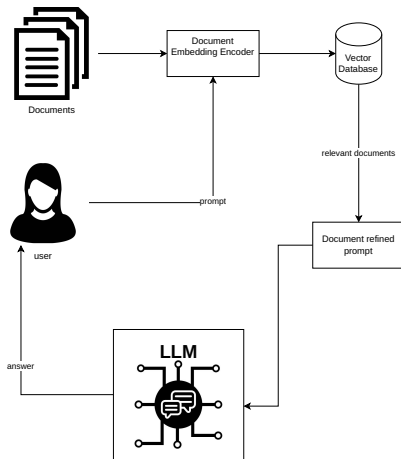 Document
Embedding Encoder
Vector
Database
Documents
relevant documents
prompt
Document refined
prompt
user
LLM
answer